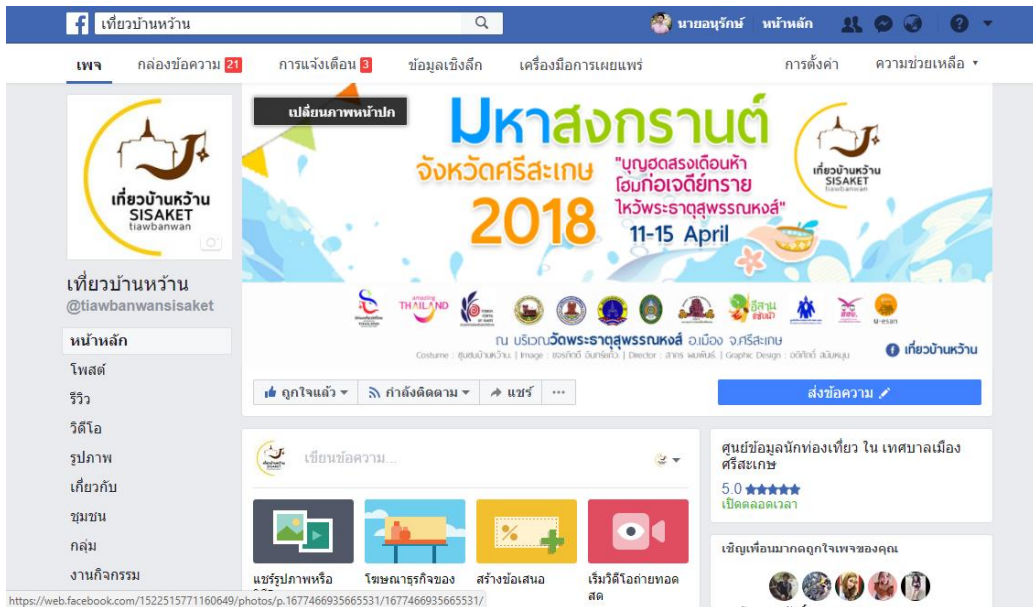 เที่ยวบ้านหว้าน
นายอนุรักษ์ หน้าหลัก
เพจ กล่องข้อความ 21 การแจ้งเตือน 3 ข้อมูลเชิงลึก เครื่องมือการเผยแพร่ การตั้งค่า ความช่วยเหลือ
เปลี่ยนภาพหน้าปก
เที่ยวบ้านหว้าน
SISAKET
tiawbanwan
มหาสงกรานต์
จังหวัดศรีสะเกษ
2018
"บุญฮดสรงเดือนห้า
โฮมก่อเจดีย์ทราย
ไหว้พระธาตุสุพรรณหงส์"
11-15 April
เที่ยวบ้านหว้าน
SISAKET
tiawbanwan
amazing
THAILAND
อีสาน
u-esan
ณ บริเวณวัดพระธาตุสุพรรณหงส์ อ.เมือง จ.ศรีสะเกษ
เที่ยวบ้านหว้าน
เที่ยวบ้านหว้าน
@tiawbanwansisaket
หน้าหลัก
โพสต์
รีวิว
วิดีโอ
รูปภาพ
เกี่ยวกับ
ชุมชน
กลุ่ม
งานกิจกรรม
ถูกใจแล้ว กำลังติดตาม แชร์ ...
ส่งข้อความ
เขียนข้อความ...
แชร์รูปภาพหรือ
โฆษณาธุรกิจของ
สร้างข้อเสนอ
เริ่มวิดีโอถ่ายทอด
สด
ศูนย์ข้อมูลนักท่องเที่ยว ใน เทศบาลเมือง
ศรีสะเกษ
5.0 ★★★★★
เปิดตลอดเวลา
เชิญเพื่อนมากดถูกใจเพจของคุณ
https://web.facebook.com/1522515771160649/photos/p.1677466935665531/1677466935665531/